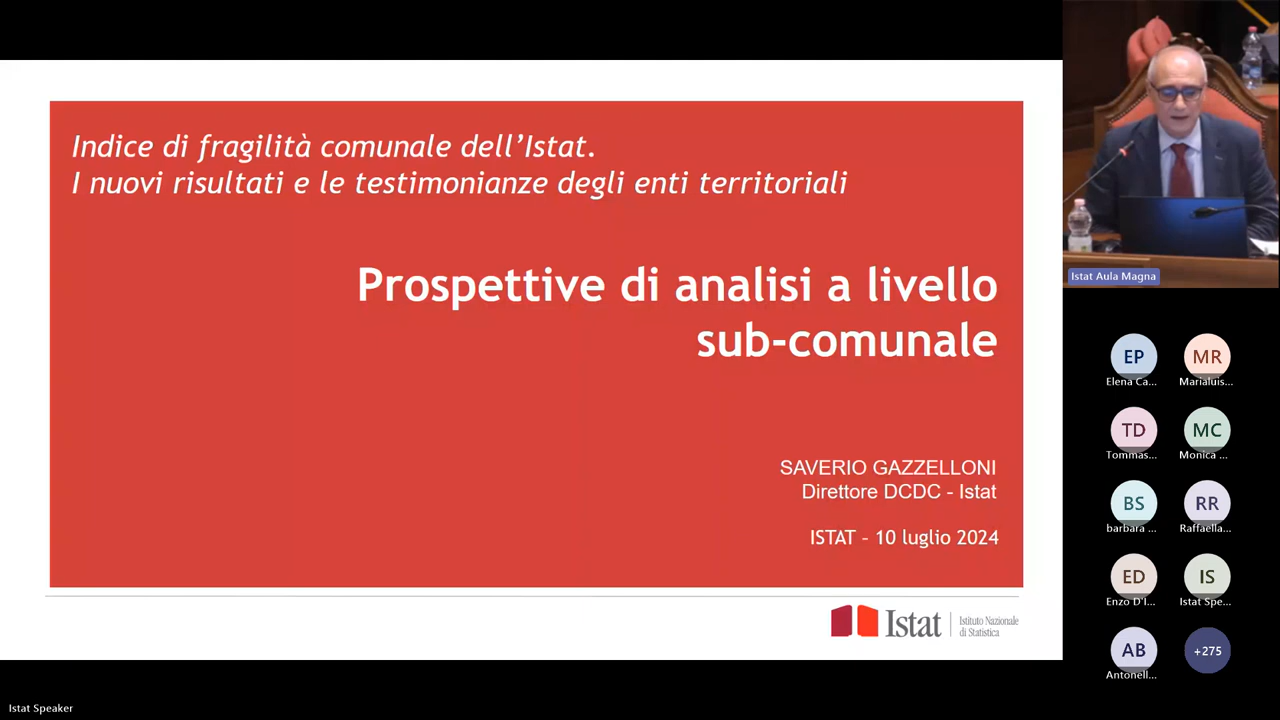 Indice di fragilità comunale dell’Istat.
I nuovi risultati e le testimonianze degli enti territoriali
Prospettive di analisi a livello
sub-comunale
SAVERIO GAZZELLONI
Direttore DCDC - Istat
ISTAT – 10 luglio 2024
Istat
Istituto Nazionale
di Statistica
Istat Aula Magna
EP
MR
Elena Ca...
Marialuis...
TD
MC
Tommas...
Monica ...
BS
RR
barbara ...
Raffaella...
ED
IS
Enzo D'I...
Istat Spe...
AB
+275
Antonell...
Istat Speaker